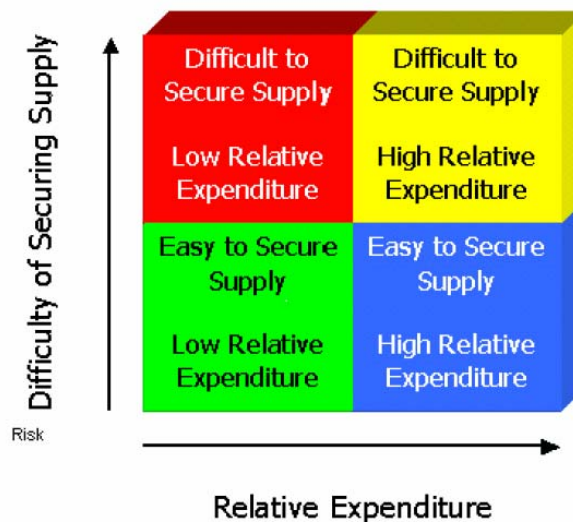 Difficulty of Securing Supply
Difficult to
Secure Supply
Low Relative
Expenditure
Difficult to
Secure Supply
High Relative
Expenditure
Easy to Secure
Supply
Low Relative
Expenditure
Easy to Secure
Supply
High Relative
Expenditure
Risk
Relative Expenditure